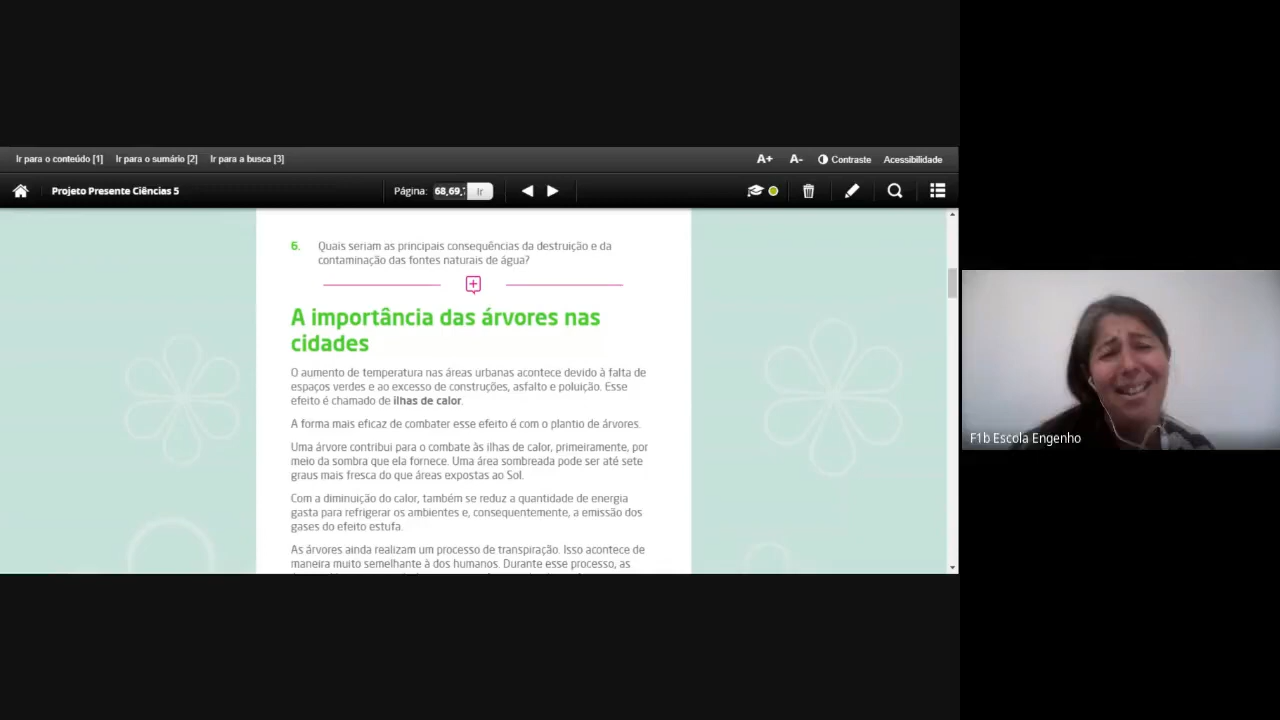 Ir para o conteúdo [1] Ir para o sumário [2] Ir para a busca [3] A+ A- Contraste Acessibilidade
Projeto Presente Ciências 5 Página: 68,69, Ir
6. Quais seriam as principais consequências da destruição e da
contaminação das fontes naturais de água?
A importância das árvores nas
cidades
O aumento de temperatura nas áreas urbanas acontece devido à falta de
espaços verdes e ao excesso de construções, asfalto e poluição. Esse
efeito é chamado de ilhas de calor.
A forma mais eficaz de combater esse efeito é com o plantio de árvores.
Uma árvore contribui para o combate às ilhas de calor, primeiramente, por
meio da sombra que ela fornece. Uma área sombreada pode ser até sete
graus mais fresca do que áreas expostas ao Sol.
Com a diminuição do calor, também se reduz a quantidade de energia
gasta para refrigerar os ambientes e, consequentemente, a emissão dos
gases do efeito estufa.
As árvores ainda realizam um processo de transpiração. Isso acontece de
maneira muito semelhante à dos humanos. Durante esse processo, as
F1b Escola Engenho